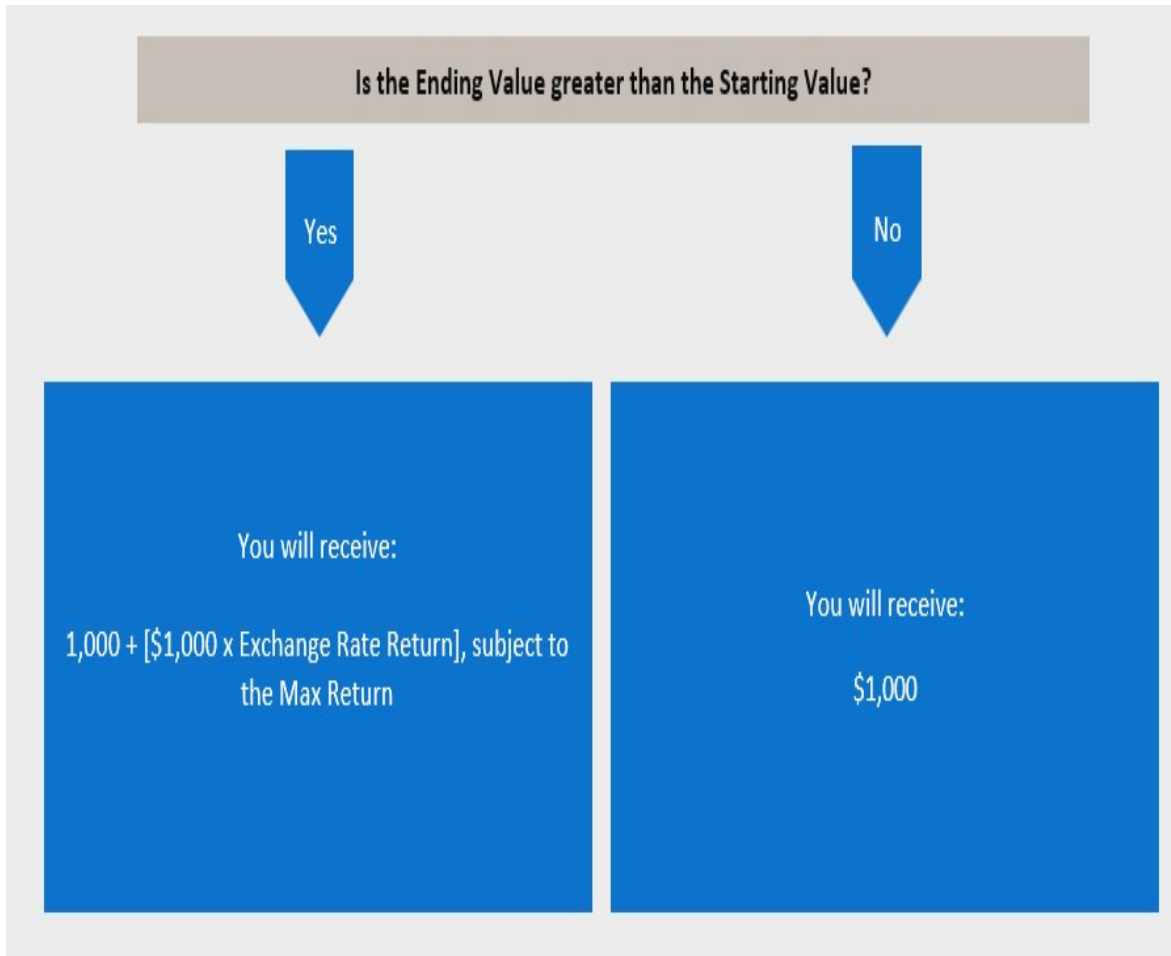 Is the Ending Value greater than the Starting Value?
Yes
No
You will receive:
1,000 + [$1,000 x Exchange Rate Return], subject to
the Max Return
You will receive:
$1,000